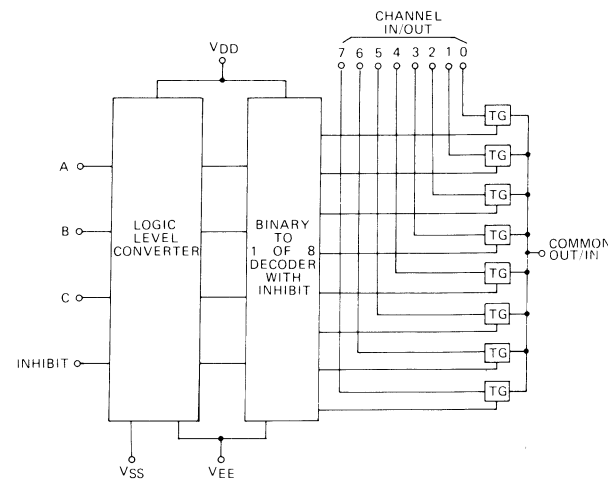 CHANNEL
IN/OUT
7 6 5 4 3 2 1 0
VDD
TG
TG
A
TG
B
LOGIC
LEVEL
CONVERTER
BINARY
TO
1 OF 8
DECODER
WITH
INHIBIT
TG
COMMON
OUT/IN
TG
C
TG
INHIBIT
TG
TG
VSS
VEE